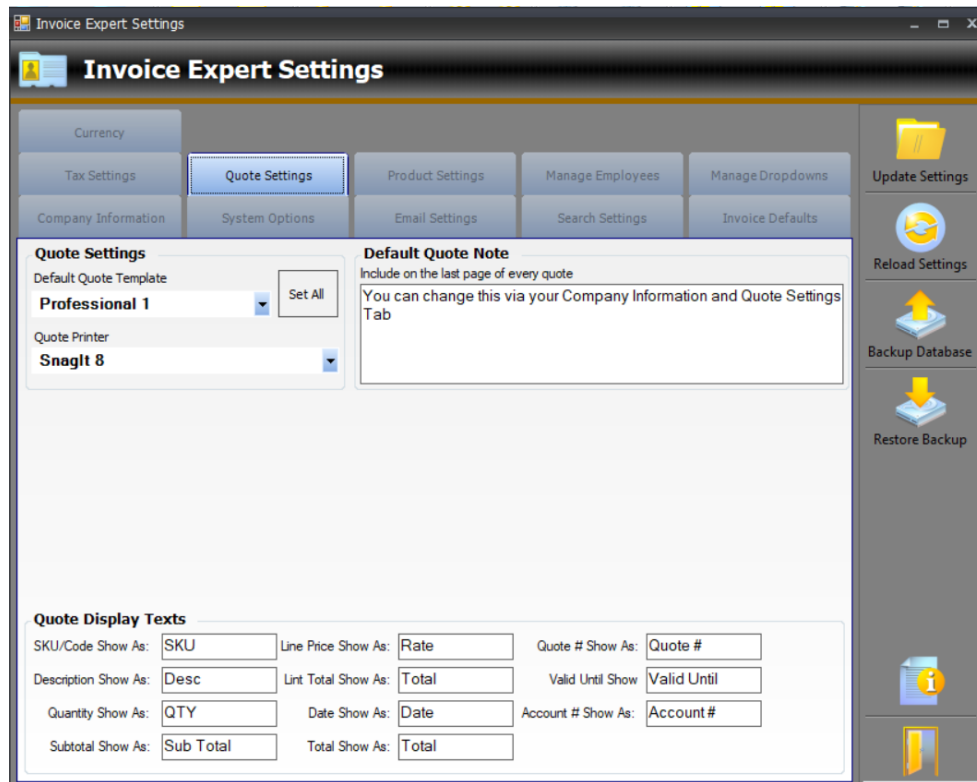 Invoice Expert Settings
Invoice Expert Settings
Currency
Tax Settings
Quote Settings
Product Settings
Manage Employees
Manage Dropdowns
Company Information
System Options
Email Settings
Search Settings
Invoice Defaults
Quote Settings
Default Quote Template
Professional 1
Set All
Quote Printer
SnagIt 8
Default Quote Note
Include on the last page of every quote
You can change this via your Company Information and Quote Settings
Tab
Quote Display Texts
SKU/Code Show As: SKU
Line Price Show As: Rate
Quote # Show As: Quote #
Description Show As: Desc
Lint Total Show As: Total
Valid Until Show Valid Until
Quantity Show As: QTY
Date Show As: Date
Account # Show As: Account #
Subtotal Show As: Sub Total
Total Show As: Total
Update Settings
Reload Settings
Backup Database
Restore Backup